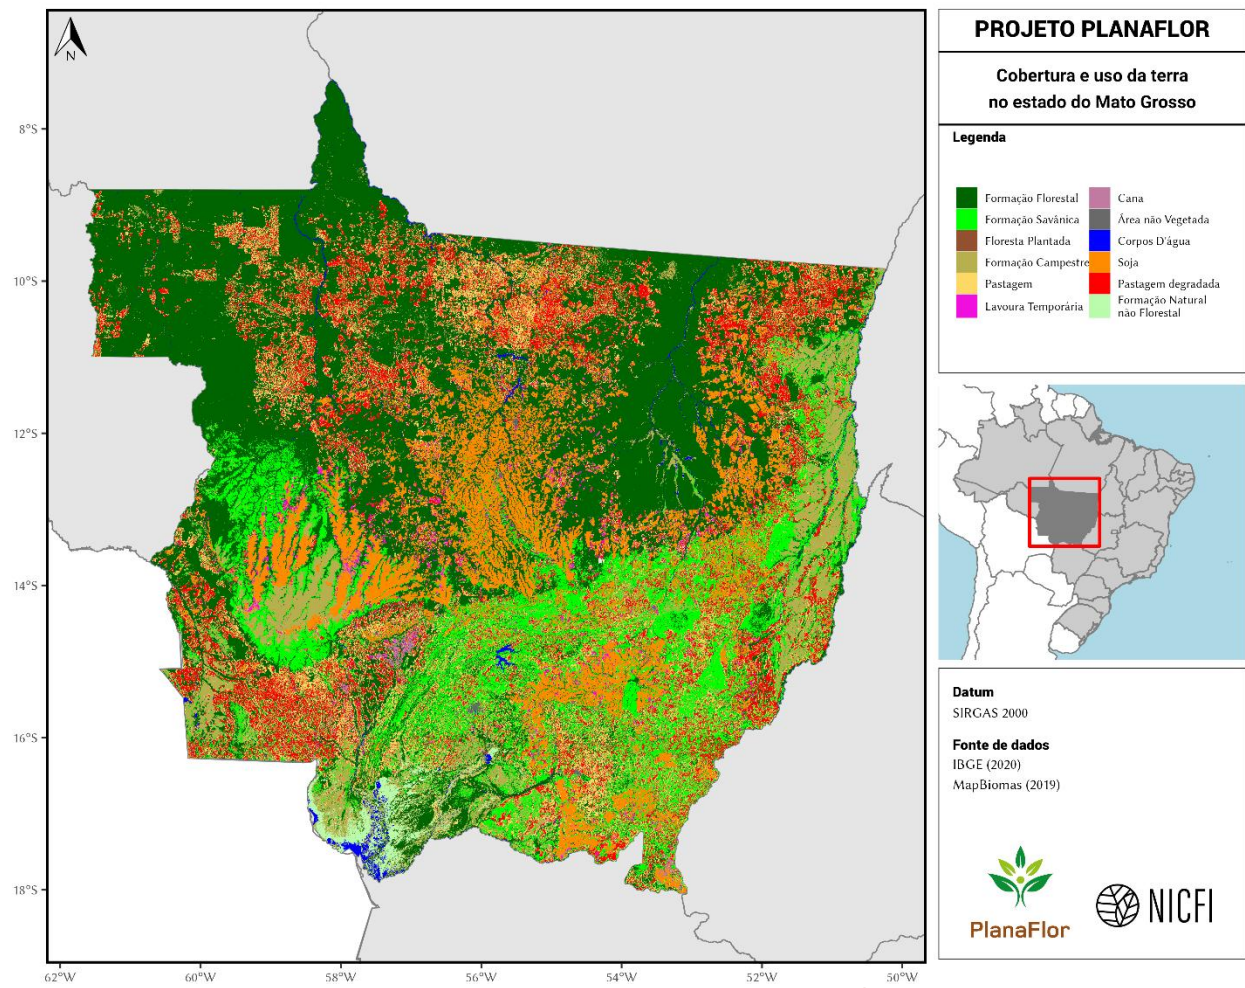 N
8°S
10°S
12°S
14°S
16°S
18°S
62°W
60°W
58°W
56°W
54°W
52°W
50°W
PROJETO PLANAFLOR
Cobertura e uso da terra
no estado do Mato Grosso
Legenda
Formação Florestal
Formação Savânica
Floresta Plantada
Formação Campestre
Pastagem
Lavoura Temporária
Cana
Área não Vegetada
Corpos D'água
Soja
Pastagem degradada
Formação Natural
não Florestal
Datum
SIRGAS 2000
Fonte de dados
IBGE (2020)
MapBiomas (2019)
PlanaFlor
NICFI